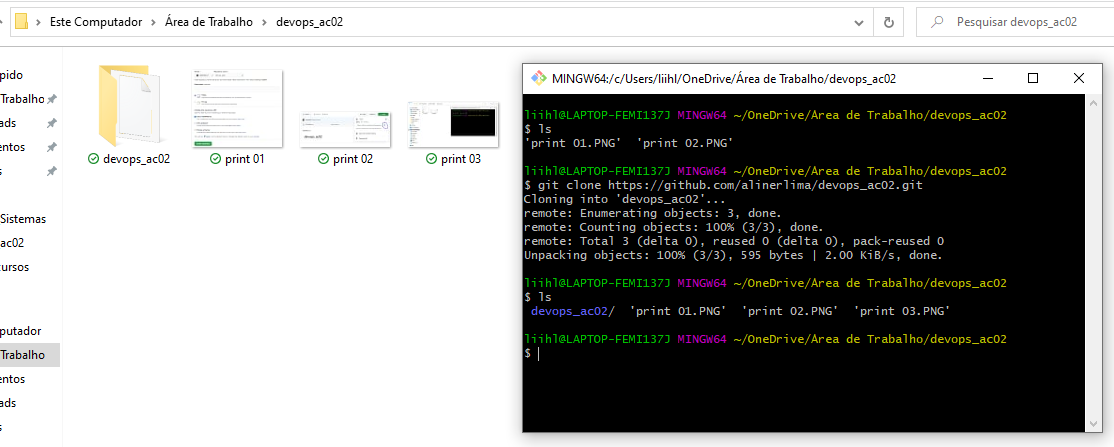 Este Computador > Área de Trabalho > devops_ac02
Pesquisar devops_ac02
pido
Trabalho
ads
entos
s
Sistemas
ac02
cursos
putador
Trabalho
entos
ads
s
devops_ac02
print 01
print 02
print 03
MINGW64:/c/Users/liihl/OneDrive/Área de Trabalho/devops_ac02
liihl@LAPTOP-FEMI137J MINGW64 ~/OneDrive/Área de Trabalho/devops_ac02
$ ls
'print 01.PNG'  'print 02.PNG'
liihl@LAPTOP-FEMI137J MINGW64 ~/OneDrive/Área de Trabalho/devops_ac02
$ git clone https://github.com/alinerlima/devops_ac02.git
Cloning into 'devops_ac02'...
remote: Enumerating objects: 3, done.
remote: Counting objects: 100% (3/3), done.
remote: Total 3 (delta 0), reused 0 (delta 0), pack-reused 0
Unpacking objects: 100% (3/3), 595 bytes | 2.00 KiB/s, done.
liihl@LAPTOP-FEMI137J MINGW64 ~/OneDrive/Área de Trabalho/devops_ac02
$ ls
devops_ac02/  'print 01.PNG'  'print 02.PNG'  'print 03.PNG'
liihl@LAPTOP-FEMI137J MINGW64 ~/OneDrive/Área de Trabalho/devops_ac02
$